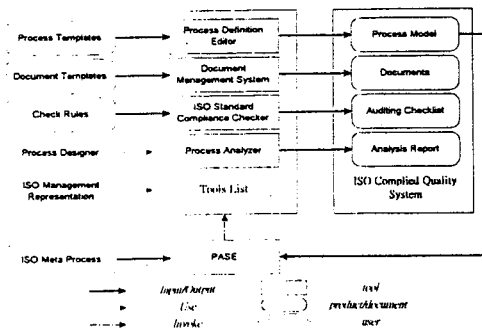 Process Templates
Process Definition
Editor
Process Model
Document Templates
Document
Management System
Documents
Check Rules
ISO Standard
Compliance Checker
Auditing Checklist
Process Designer
Process Analyzer
Analysis Report
ISO Management
Representation
Tools List
ISO Complied Quality
System
ISO Meta Process
PASE
Input/Output
tool
Use
product/document
Invoke
user